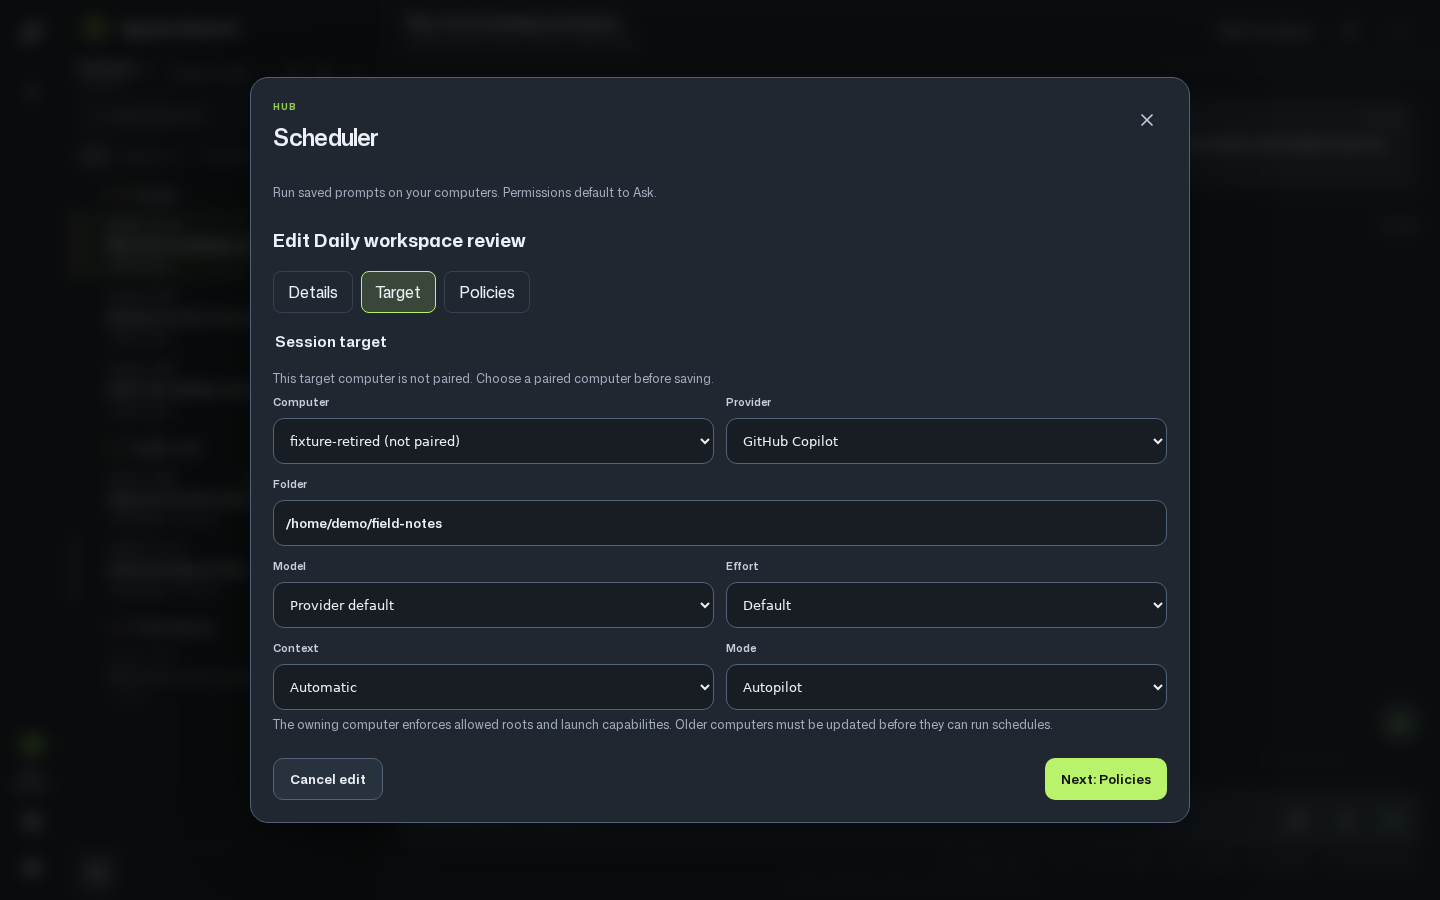 HUB
Scheduler
Run saved prompts on your computers. Permissions default to Ask.
Edit Daily workspace review
Details Target Policies
Session target
This target computer is not paired. Choose a paired computer before saving.
Computer Provider
fixture-retired (not paired) GitHub Copilot
Folder
/home/demo/field-notes
Model Effort
Provider default Default
Context Mode
Automatic Autopilot
The owning computer enforces allowed roots and launch capabilities. Older computers must be updated before they can run schedules.
Cancel edit Next: Policies